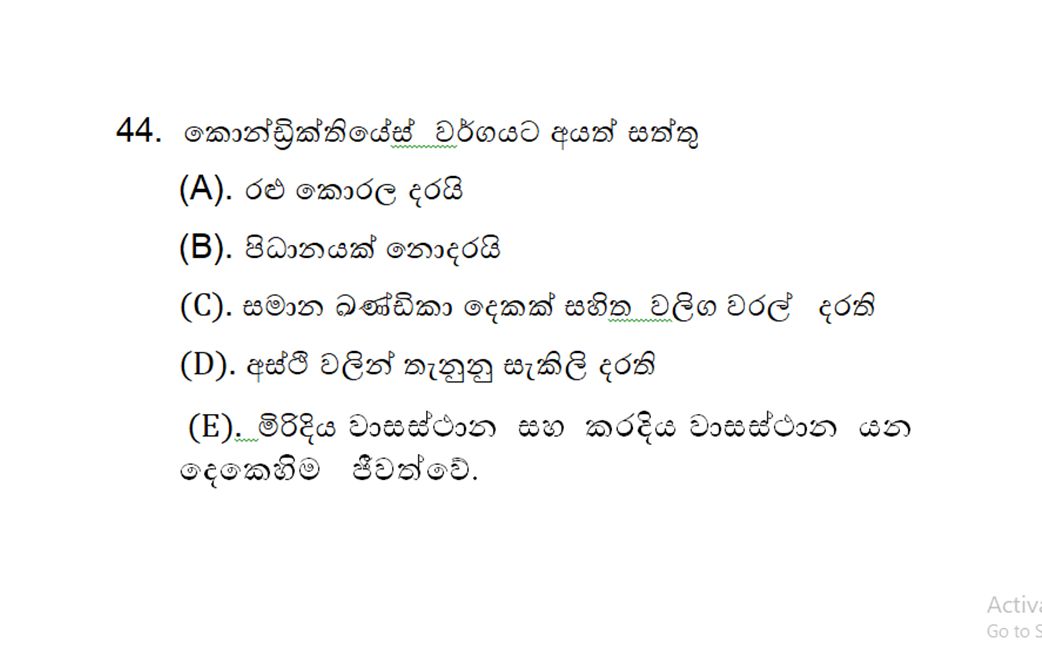 44. කොන්ඩ්‍රික්තියේස් වර්ගයට අයත් සත්තු
(A). රළු කොරල දරයි
(B). පිධානයක් නොදරයි
(C). සමාන ඛණ්ඩිකා දෙකක් සහිත වලිග වරල් දරති
(D). අස්ථි වලින් තැනුනු සැකිලි දරති
(E). මිරිදිය වාසස්ථාන සහ කරදිය වාසස්ථාන යන
දෙකෙහිම ජීවත්වේ.
Activa
Go to S